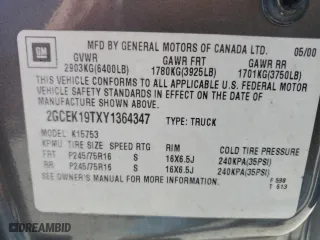 GM
MFD BY GENERAL MOTORS OF CANADA LTD. 05/00
GVWR GAWR FRT GAWR RR
2903KG(6400LB) 1780KG(3925LB) 1701KG(3750LB)
THIS VEHICLE CONFORMS TO ALL APPLICABLE U.S. FEDERAL MOTOR
VEHICLE SAFETY STANDARDS IN EFFECT ON THE DATE OF
MANUFACTURE SHOWN ABOVE.
2GCEK19TXY1364347 TYPE: TRUCK
MODEL: K15753
TIRE SIZE SPEED RTG RIM COLD TIRE PRESSURE
FRT P245/75R16 S 16X6.5J 240KPA(35PSI)
RR P245/75R16 S 16X6.5J 240KPA(35PSI)
SEE OWNER'S MANUAL FOR MORE INFORMATION.
F 588
T 613
DREAMBID